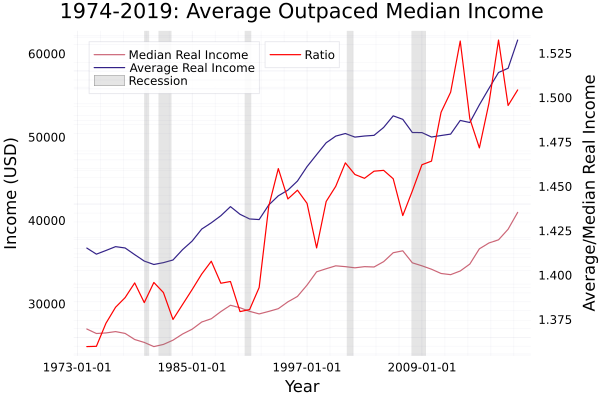 1974-2019: Average Outpaced Median Income
Median Real Income
Average Real Income
Recession
Ratio
60000
50000
40000
30000
Income (USD)
1.525
1.500
1.475
1.450
1.425
1.400
1.375
Average/Median Real Income
1973-01-01
1985-01-01
1997-01-01
2009-01-01
Year